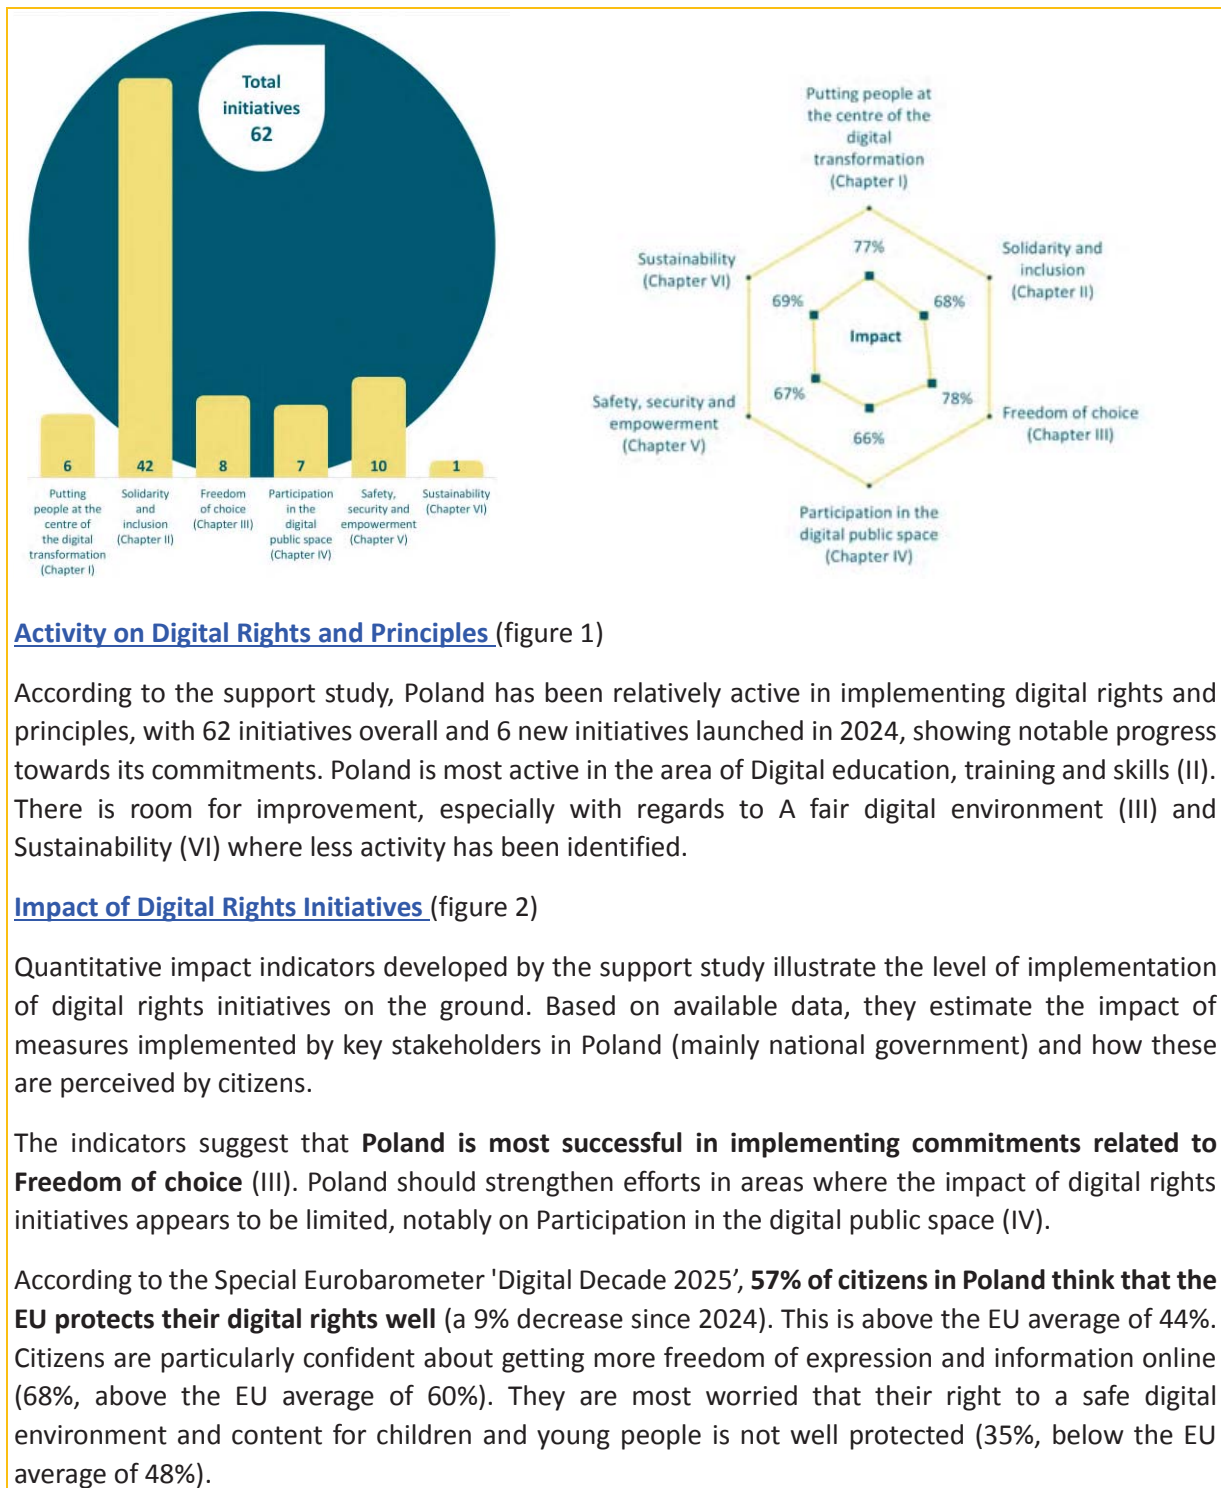 Total
initiatives
62
6
42
8
7
10
1
Putting
people at the
centre of
the digital
transformation
(Chapter I)
Solidarity
and
inclusion
(Chapter II)
Freedom
of choice
(Chapter III)
Participation
in the
digital
public space
(Chapter IV)
Safety,
security and
empowerment
(Chapter V)
Sustainability
(Chapter VI)
Putting people at
the centre of the
digital
transformation
(Chapter I)
Sustainability
(Chapter VI)
Solidarity and
inclusion
(Chapter II)
77%
69%
68%
Impact
67%
78%
66%
Safety, security and
empowerment
(Chapter V)
Freedom of choice
(Chapter III)
Participation in the
digital public space
(Chapter IV)
Activity on Digital Rights and Principles (figure 1)
According to the support study, Poland has been relatively active in implementing digital rights and
principles, with 62 initiatives overall and 6 new initiatives launched in 2024, showing notable progress
towards its commitments. Poland is most active in the area of Digital education, training and skills (II).
There is room for improvement, especially with regards to A fair digital environment (III) and
Sustainability (VI) where less activity has been identified.
Impact of Digital Rights Initiatives (figure 2)
Quantitative impact indicators developed by the support study illustrate the level of implementation
of digital rights initiatives on the ground. Based on available data, they estimate the impact of
measures implemented by key stakeholders in Poland (mainly national government) and how these
are perceived by citizens.
The indicators suggest that Poland is most successful in implementing commitments related to
Freedom of choice (III). Poland should strengthen efforts in areas where the impact of digital rights
initiatives appears to be limited, notably on Participation in the digital public space (IV).
According to the Special Eurobarometer 'Digital Decade 2025’, 57% of citizens in Poland think that the
EU protects their digital rights well (a 9% decrease since 2024). This is above the EU average of 44%.
Citizens are particularly confident about getting more freedom of expression and information online
(68%, above the EU average of 60%). They are most worried that their right to a safe digital
environment and content for children and young people is not well protected (35%, below the EU
average of 48%).